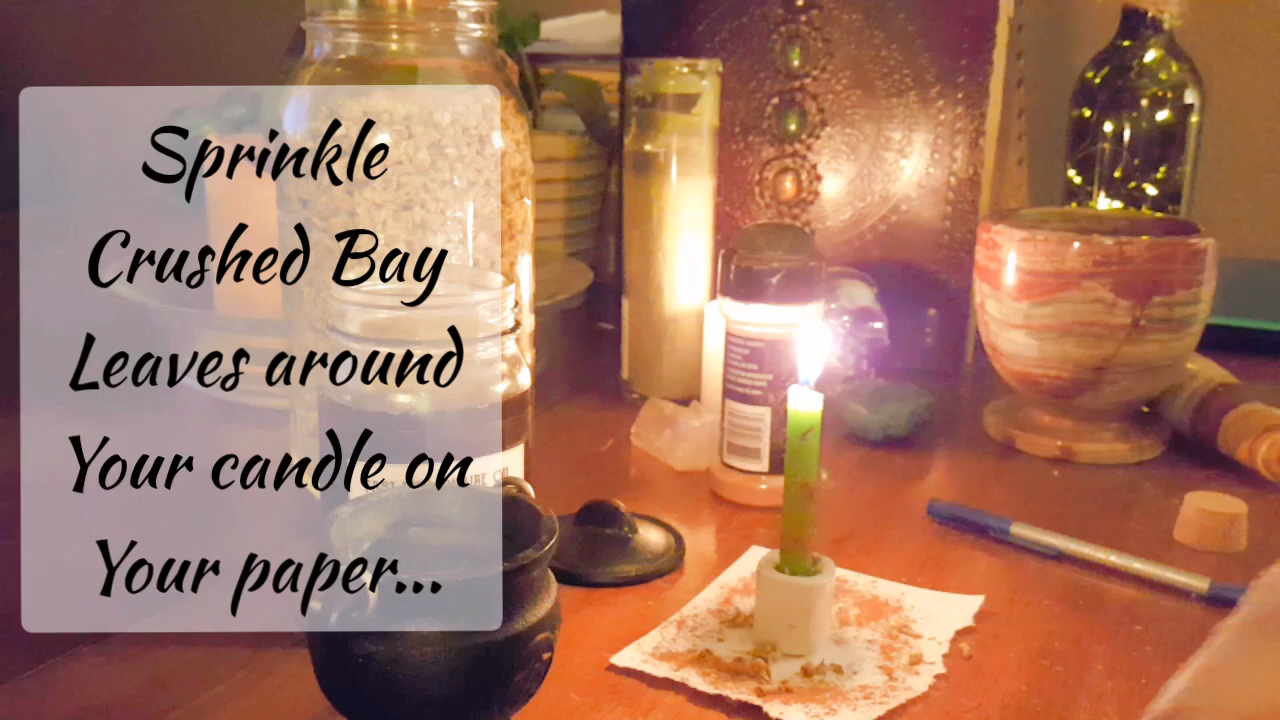 Sprinkle
Crushed Bay
Leaves around
Your candle on
Your paper...